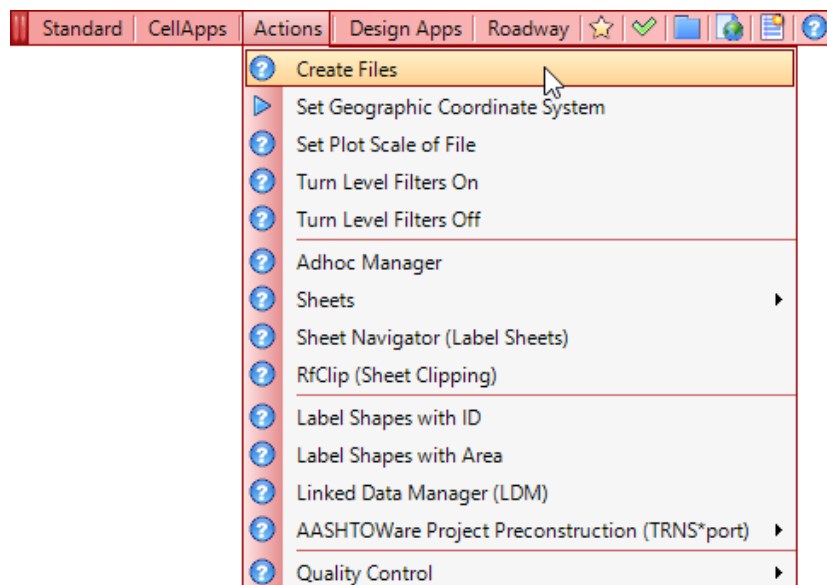 Standard CellApps Actions Design Apps Roadway
Create Files
Set Geographic Coordinate System
Set Plot Scale of File
Turn Level Filters On
Turn Level Filters Off
Adhoc Manager
Sheets
Sheet Navigator (Label Sheets)
RfClip (Sheet Clipping)
Label Shapes with ID
Label Shapes with Area
Linked Data Manager (LDM)
AASHTOWare Project Preconstruction (TRNS*port)
Quality Control